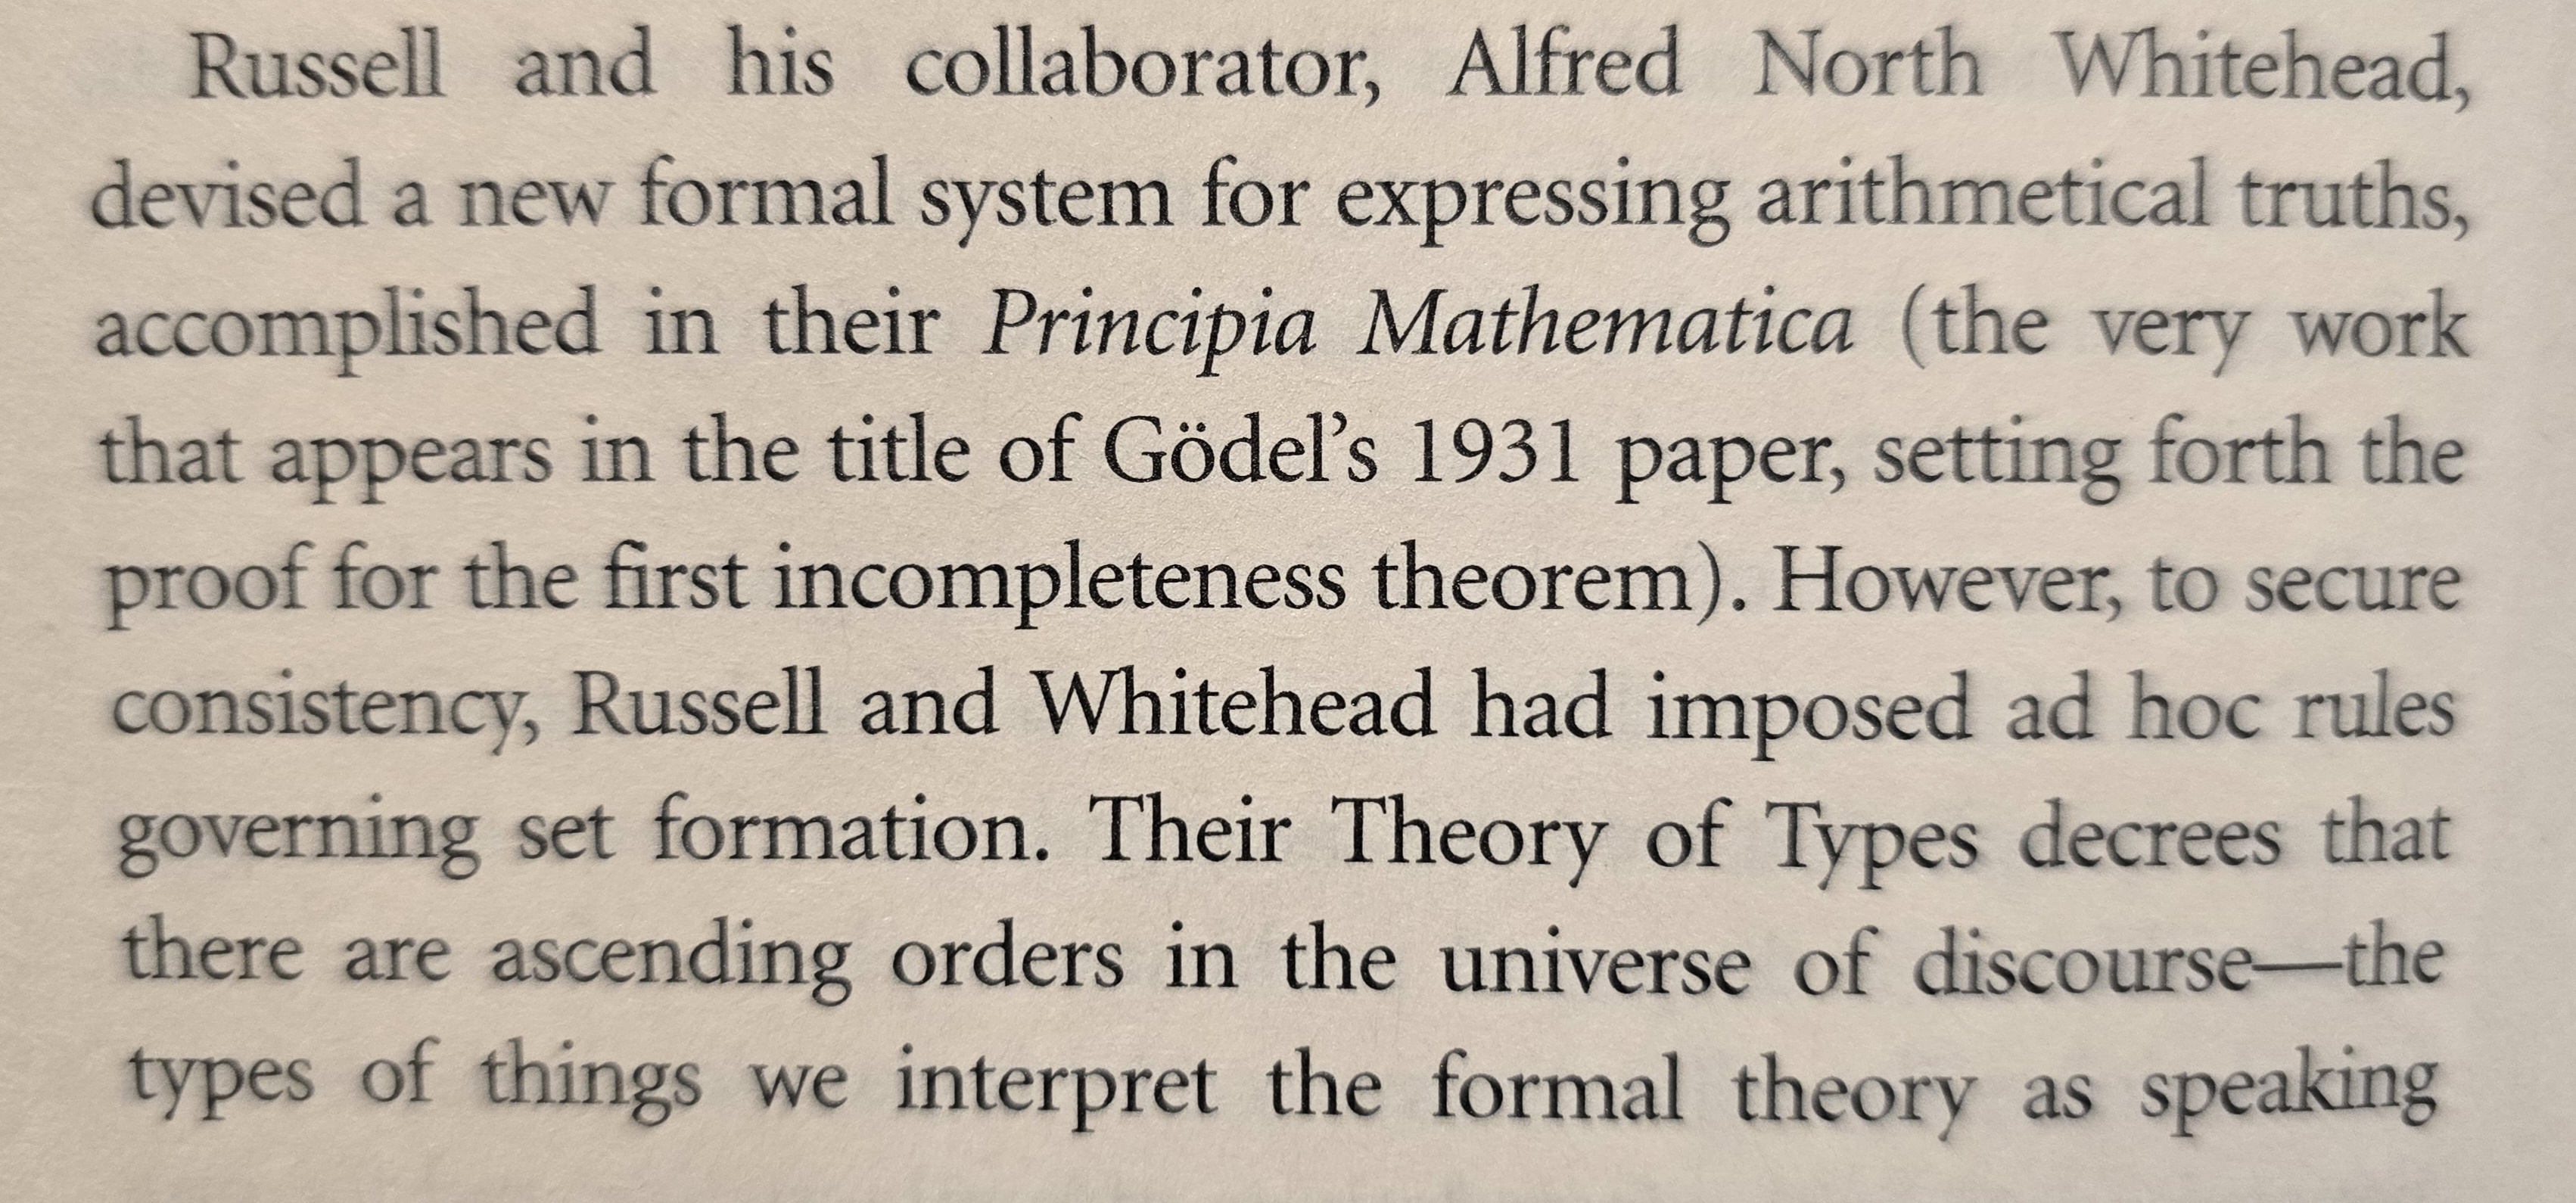 Russell and his collaborator, Alfred North Whitehead,
devised a new formal system for expressing arithmetical truths,
accomplished in their Principia Mathematica (the very work
that appears in the title of Gödel’s 1931 paper, setting forth the
proof for the first incompleteness theorem). However, to secure
consistency, Russell and Whitehead had imposed ad hoc rules
governing set formation. Their Theory of Types decrees that
there are ascending orders in the universe of discourse—the
types of things we interpret the formal theory as speaking